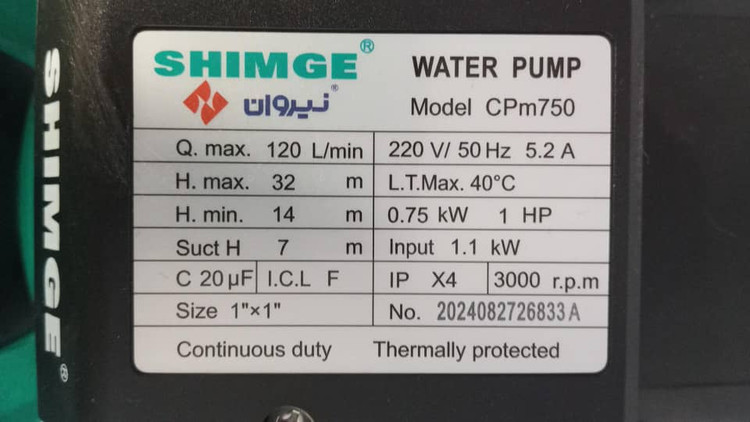 SHIMGE
SHIMGE® WATER PUMP
نیروان® Model CPm750
Q. max. 120 L/min 220 V/ 50 Hz 5.2 A
H. max. 32 m L.T.Max. 40°C
H. min. 14 m 0.75 kW 1 HP
Suct H 7 m Input 1.1 kW
C 20 µF I.C.L F IP X4 3000 r.p.m
Size 1"×1" No. 2024082726833A
Continuous duty Thermally protected